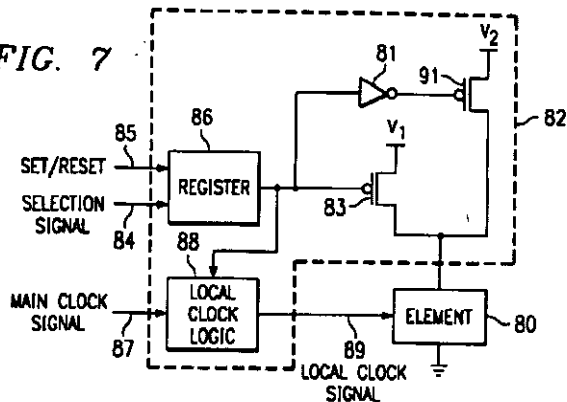 FIG. 7
81
V2
91
82
85
86
V1
SET/RESET
REGISTER
83
SELECTION
SIGNAL
84
88
MAIN CLOCK
SIGNAL
87
LOCAL
CLOCK
LOGIC
89
ELEMENT
80
LOCAL CLOCK
SIGNAL